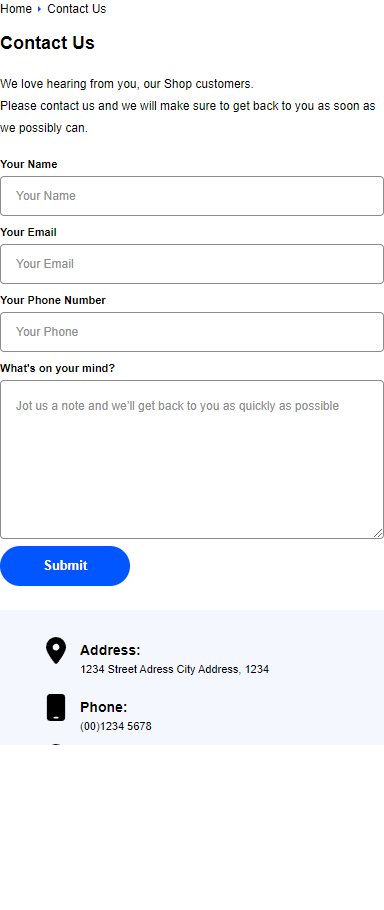 Home Contact Us
Contact Us
We love hearing from you, our Shop customers.
Please contact us and we will make sure to get back to you as soon as
we possibly can.
Your Name
Your Name
Your Email
Your Email
Your Phone Number
Your Phone
What's on your mind?
Jot us a note and we'll get back to you as quickly as possible
Submit
Address:
1234 Street Adress City Address, 1234
Phone:
(00)1234 5678